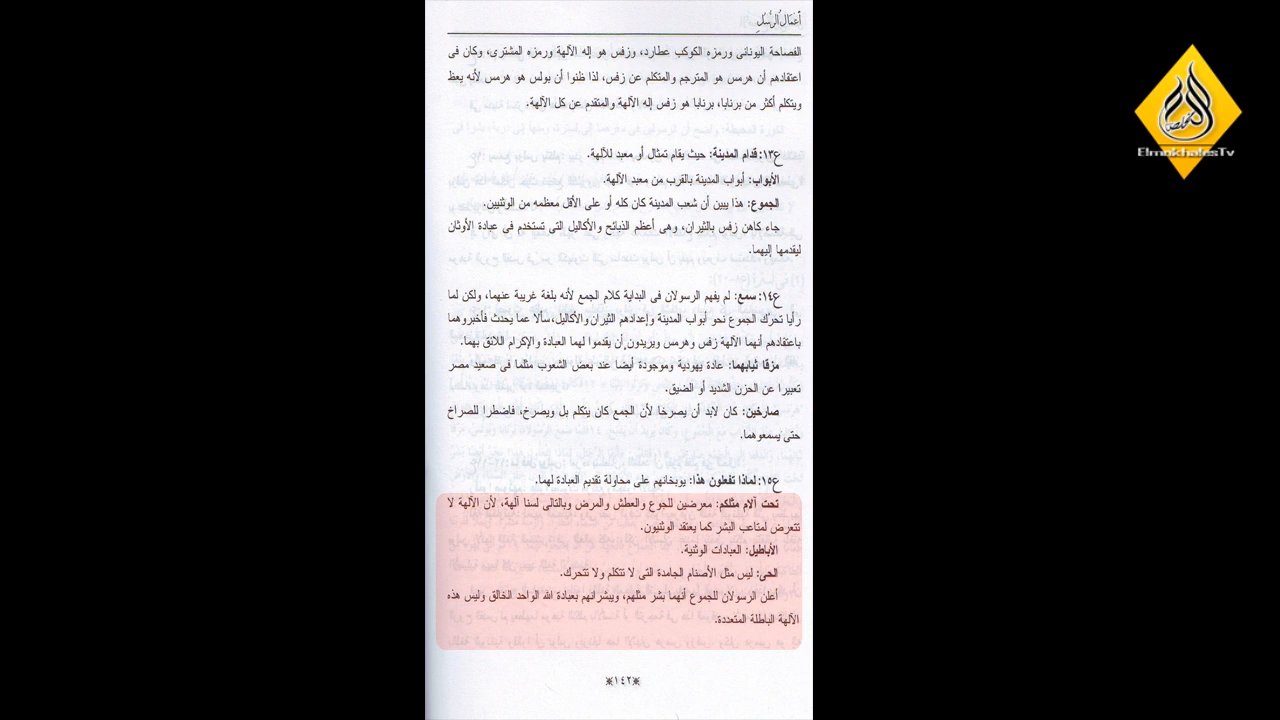 أعمال الرسل
الفصاحة اليونانى ورمزه الكوكب عطارد، وزفس هو إله الآلهة ورمزه المشترى، وكان فى
اعتقادهم أن هرمس هو المترجم والمتكلم عن زفس، لذا ظنوا أن بولس هو هرمس لأنه يعظ
ويتكلم أكثر من برنابا، برنابا هو زفس إله الآلهة والمتقدم عن كل الآلهة.
ع١٣: قدام المدينة: حيث يقام تمثال أو معبد للآلهة.
الأبواب: أبواب المدينة بالقرب من معبد الآلهة.
الجموع: هذا يبين أن شعب المدينة كان كله أو على الأقل معظمه من الوثنيين.
جاء كاهن زفس بالثيران، وهى أعظم الذبائح والأكاليل التى تستخدم فى عبادة الأوثان
ليقدمها إليهما.
ع١٤: سمع: لم يفهم الرسولان فى البداية كلام الجمع لأنه بلغة غريبة عنهما، ولكن لما
رأيا تحرّك الجموع نحو أبواب المدينة وإعدادهم الثيران والأكاليل، سألا عما يحدث فأخبروهما
باعتقادهم أنهما الآلهة زفس وهرمس ويريدون أن يقدموا لهما العبادة والإكرام اللائق بهما.
مزقا ثيابهما: عادة يهودية وموجودة أيضا عند بعض الشعوب مثلما فى صعيد مصر
تعبيرا عن الحزن الشديد أو الضيق.
صارخين: كان لابد أن يصرخا لأن الجمع كان يتكلم بل ويصرخ، فاضطرا للصراخ
حتى يسمعوهما.
ع١٥: لماذا تفعلون هذا: يوبخانهم على محاولة تقديم العبادة لهما.
تحت آلام مثلكم: معرضين للجوع والعطش والمرض وبالتالى لسنا آلهة، لأن الآلهة لا
تتعرض لمتاعب البشر كما يعتقد الوثنيون.
الأباطيل: العبادات الوثنية.
الحى: ليس مثل الأصنام الجامدة التى لا تتكلم ولا تتحرك.
أعلن الرسولان للجموع أنهما بشر مثلهم، ويبشرانهم بعبادة الله الواحد الخالق وليس هذه
الآلهة الباطلة المتعددة.
※١٤٢※
ElmokhalesTv